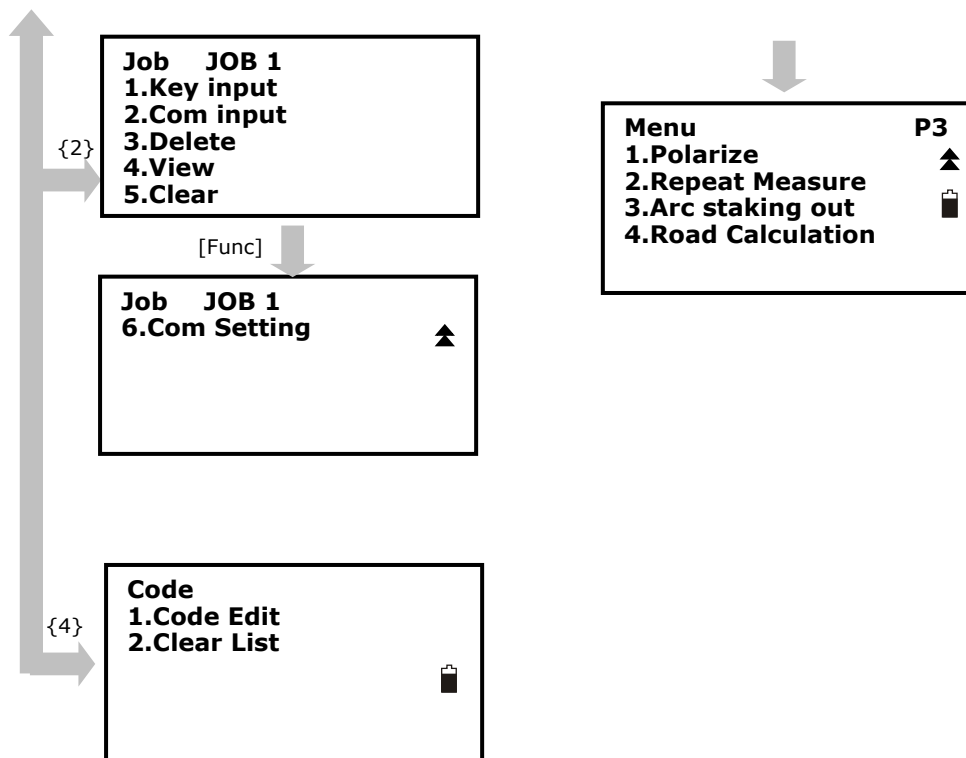 {2}
Job JOB 1
1.Key input
2.Com input
3.Delete
4.View
5.Clear
[Func]
Job JOB 1
6.Com Setting
{4}
Code
1.Code Edit
2.Clear List
Menu P3
1.Polarize
2.Repeat Measure
3.Arc staking out
4.Road Calculation